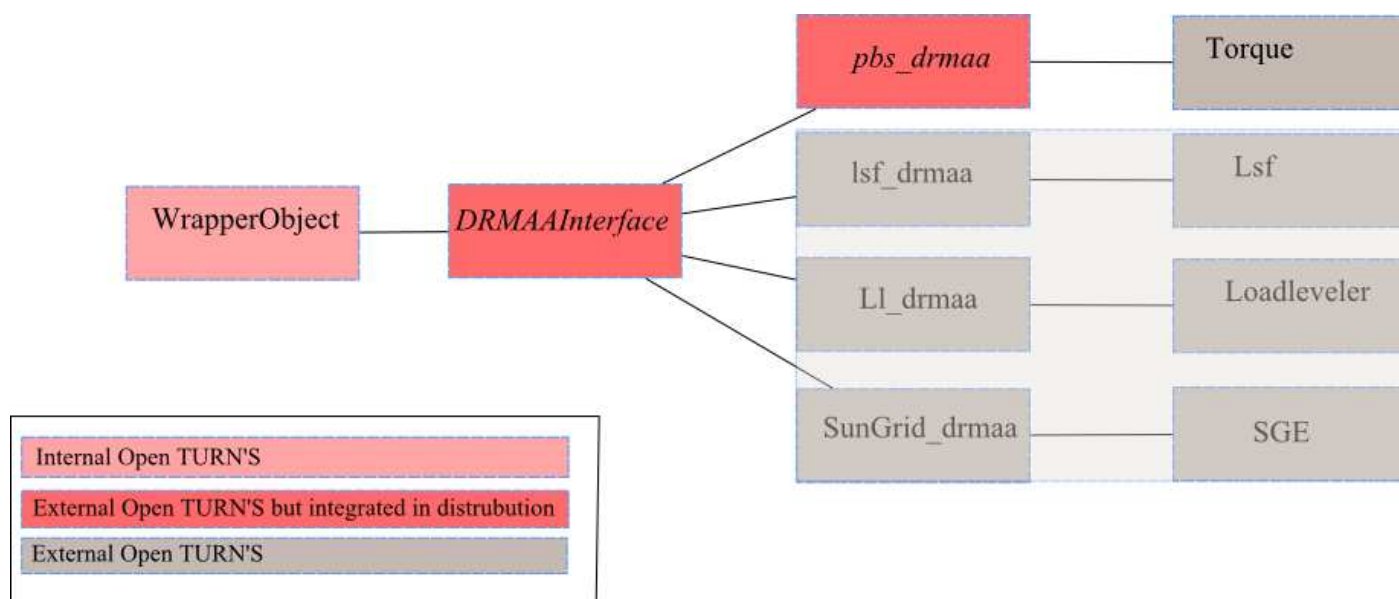 pbs_drmaa
Torque
lsf_drmaa
Lsf
WrapperObject
DRMAAInterface
Ll_drmaa
Loadleveler
SunGrid_drmaa
SGE
Internal Open TURN'S
External Open TURN'S but integrated in distrubution
External Open TURN'S